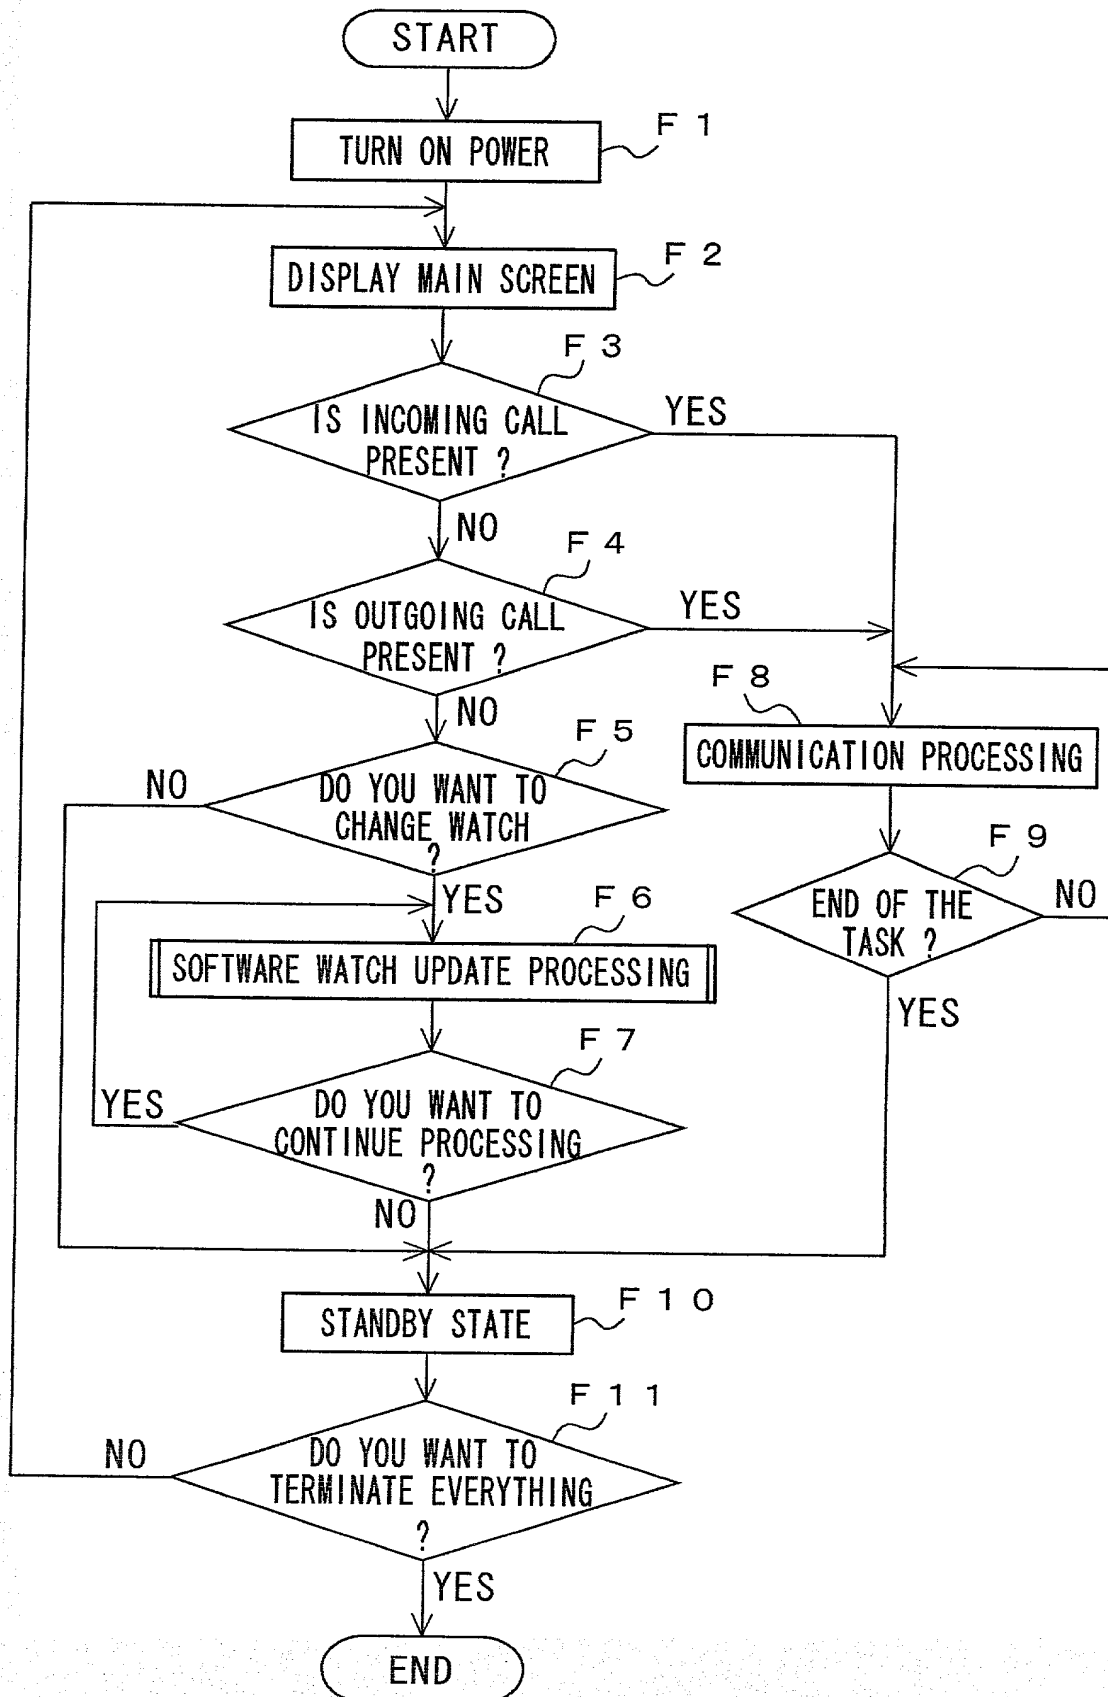 START
F 1
TURN ON POWER
F 2
DISPLAY MAIN SCREEN
F 3
IS INCOMING CALL
PRESENT ?
YES
NO
F 4
IS OUTGOING CALL
PRESENT ?
YES
NO
F 5
DO YOU WANT TO
CHANGE WATCH
?
NO
YES
F 6
SOFTWARE WATCH UPDATE PROCESSING
F 7
DO YOU WANT TO
CONTINUE PROCESSING
?
YES
NO
F 8
COMMUNICATION PROCESSING
F 9
END OF THE
TASK ?
NO
YES
F 1 0
STANDBY STATE
F 1 1
DO YOU WANT TO
TERMINATE EVERYTHING
?
NO
YES
END